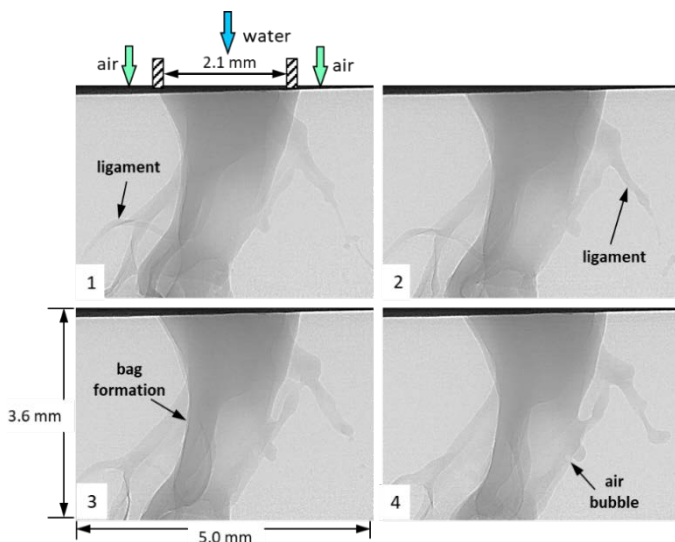 water
air
2.1 mm
air
ligament
1
ligament
2
bag
formation
3
3.6 mm
5.0 mm
air
bubble
4